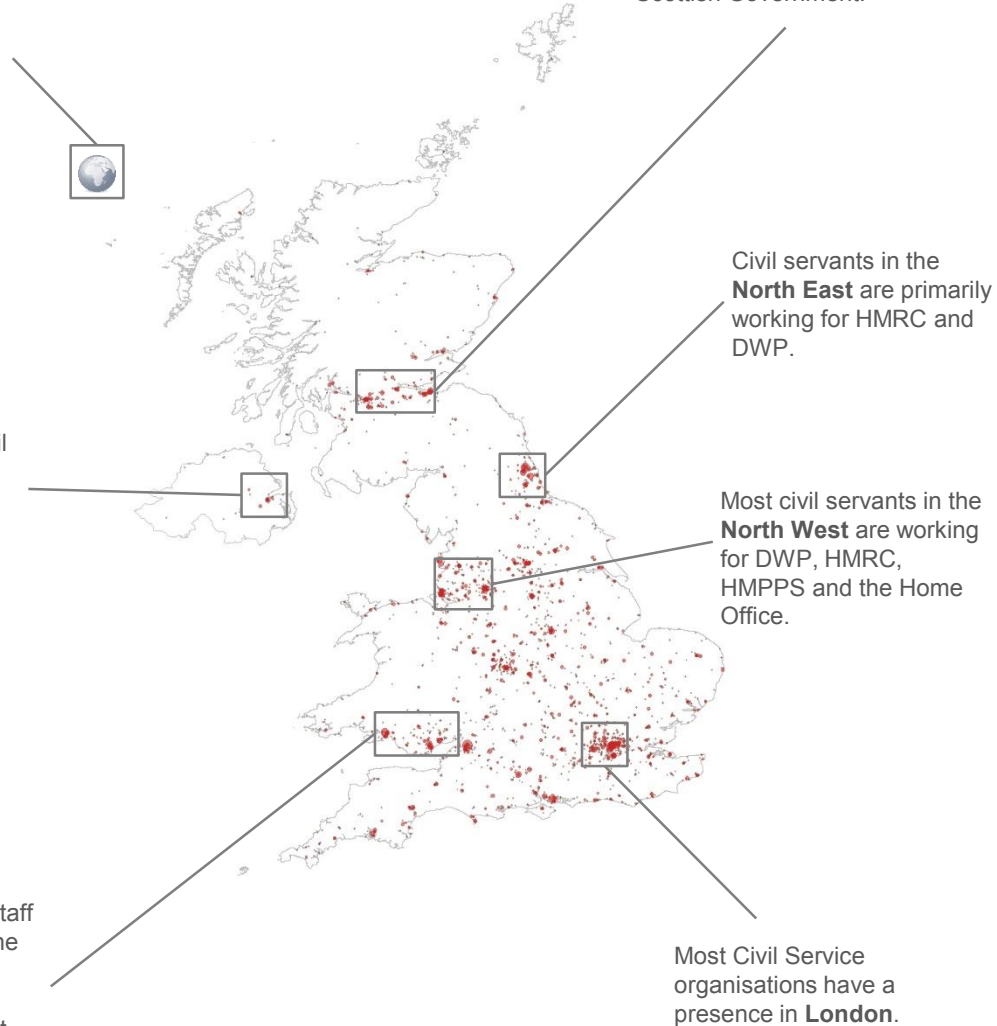 Scottish Government.
Civil servants in the
North East are primarily
working for HMRC and
DWP.
Most civil servants in the
North West are working
for DWP, HMRC,
HMPPS and the Home
Office.
Most Civil Service
organisations have a
presence in London.